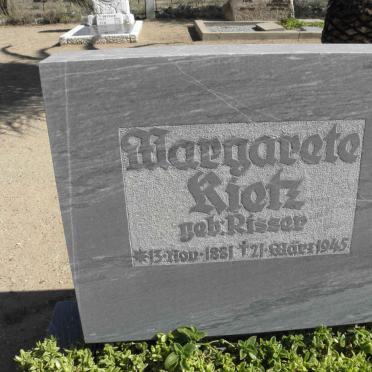 Margarete
Kietz
geb. Risser
*13·Nov·1881 †21·März 1945